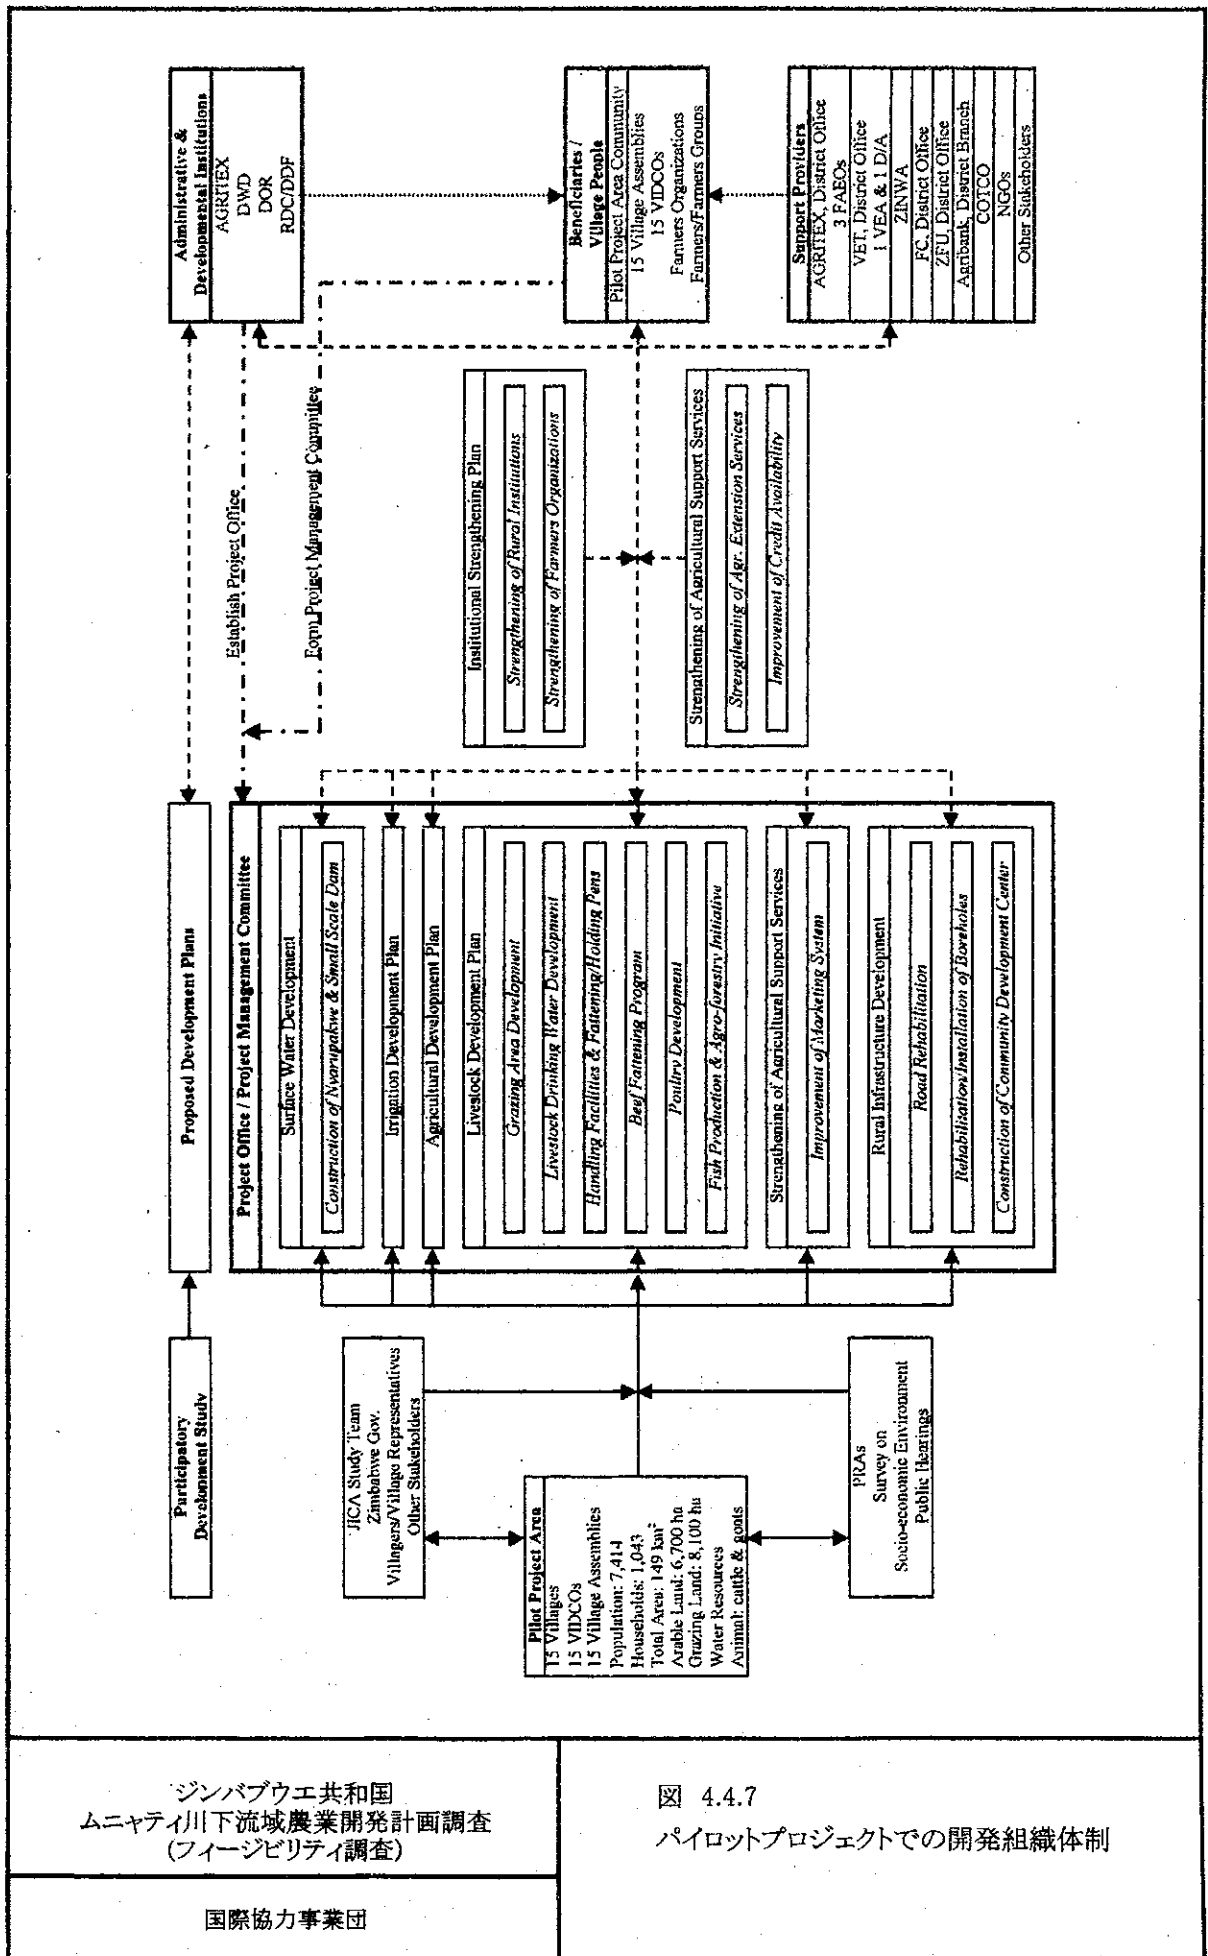 Participatory
Development Study
Proposed Development Plans
Administrative &
Developmental Institutions
AGRITEX
DWD
DOR
RDC/DDF
Establish Project Office
Form Project Management Committee
JICA Study Team
Zimbabwe Gov.
Villagers/Village Representatives
Other Stakeholders
Pilot Project Area
15 Villages
15 VIDCOs
15 Village Assemblies
Population: 7,414
Households: 1,043
Total Area: 149 km²
Arable Land: 6,700 ha
Grazing Land: 8,100 ha
Water Resources
Animal: cattle & goats
PRAs
Survey on
Socio-economic Environment
Public Hearings
Project Office / Project Management Committee
Surface Water Development
Construction of Nyarupakwe & Small Scale Dam
Irrigation Development Plan
Agricultural Development Plan
Livestock Development Plan
Grazing Area Development
Livestock Drinking Water Development
Handling Facilities & Fattening/Holding Pens
Beef Fattening Program
Poultry Development
Fish Production & Agro-forestry Initiative
Strengthening of Agricultural Support Services
Improvement of Marketing System
Rural Infrastructure Development
Road Rehabilitation
Rehabilitation/Installation of Boreholes
Construction of Community Development Center
Institutional Strengthening Plan
Strengthening of Rural Institutions
Strengthening of Farmers Organizations
Strengthening of Agricultural Support Services
Strengthening of Agr. Extension Services
Improvement of Credit Availability
Beneficiaries /
Village People
Pilot Project Area Community
15 Village Assemblies
15 VIDCOs
Farmers Organizations
Farmers/Farmers Groups
Support Providers
AGRITEX, District Office
3 FAEOs
VET, District Office
1 VEA & 1 D/A
ZINWA
FC, District Office
ZFU, District Office
Agribank, District Branch
COTCO
NGOs
Other Stakeholders
ジンバブウエ共和国
ムニャティ川下流域農業開発計画調査
(フィージビリティ調査)
国際協力事業団
図 4.4.7
パイロットプロジェクトでの開発組織体制